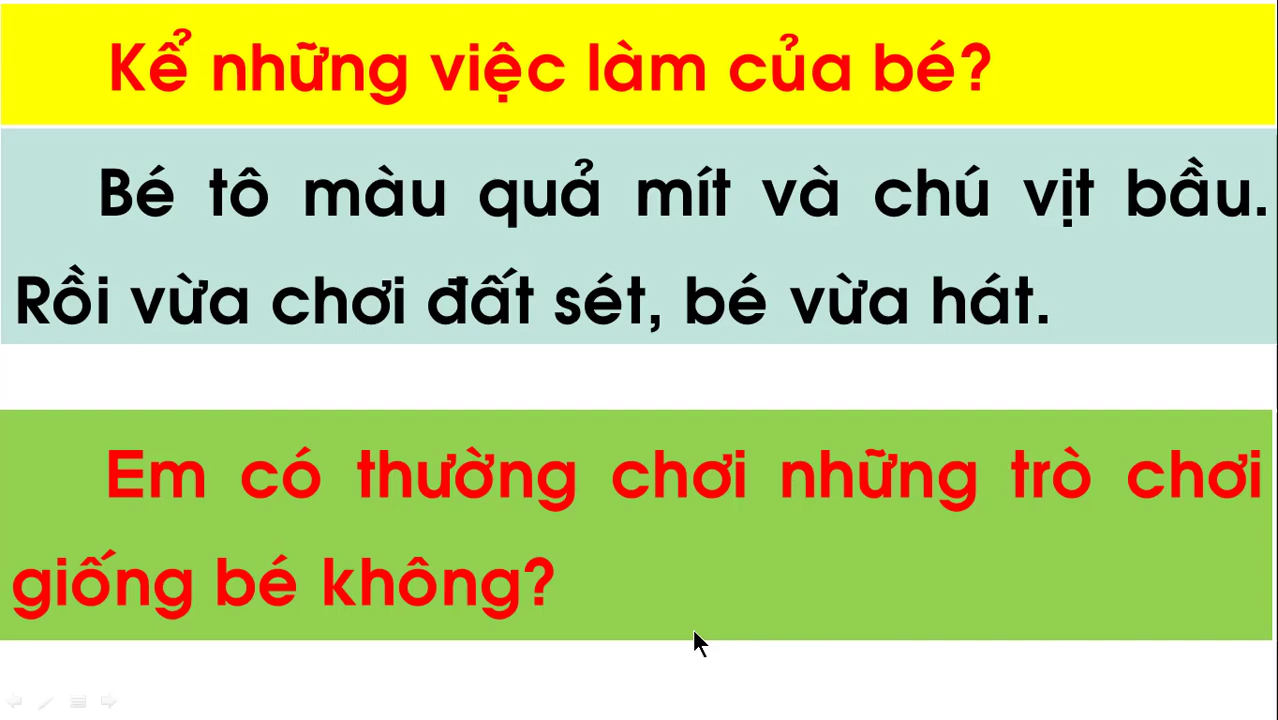 Kể những việc làm của bé?
Bé tô màu quả mít và chú vịt bầu.
Rồi vừa chơi đất sét, bé vừa hát.
Em có thường chơi những trò chơi
giống bé không?